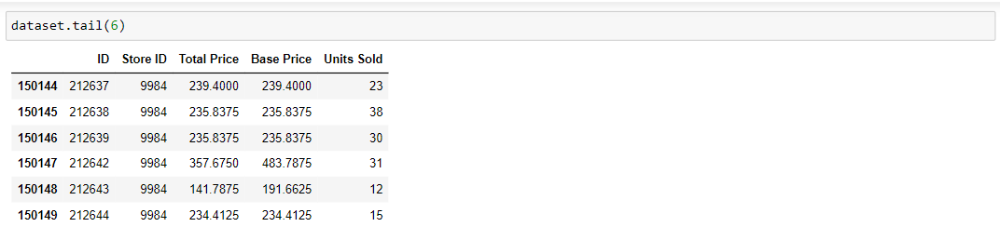 dataset.tail(6)
ID Store ID Total Price Base Price Units Sold
150144 212637 9984 239.4000 239.4000 23
150145 212638 9984 235.8375 235.8375 38
150146 212639 9984 235.8375 235.8375 30
150147 212642 9984 357.6750 483.7875 31
150148 212643 9984 141.7875 191.6625 12
150149 212644 9984 234.4125 234.4125 15